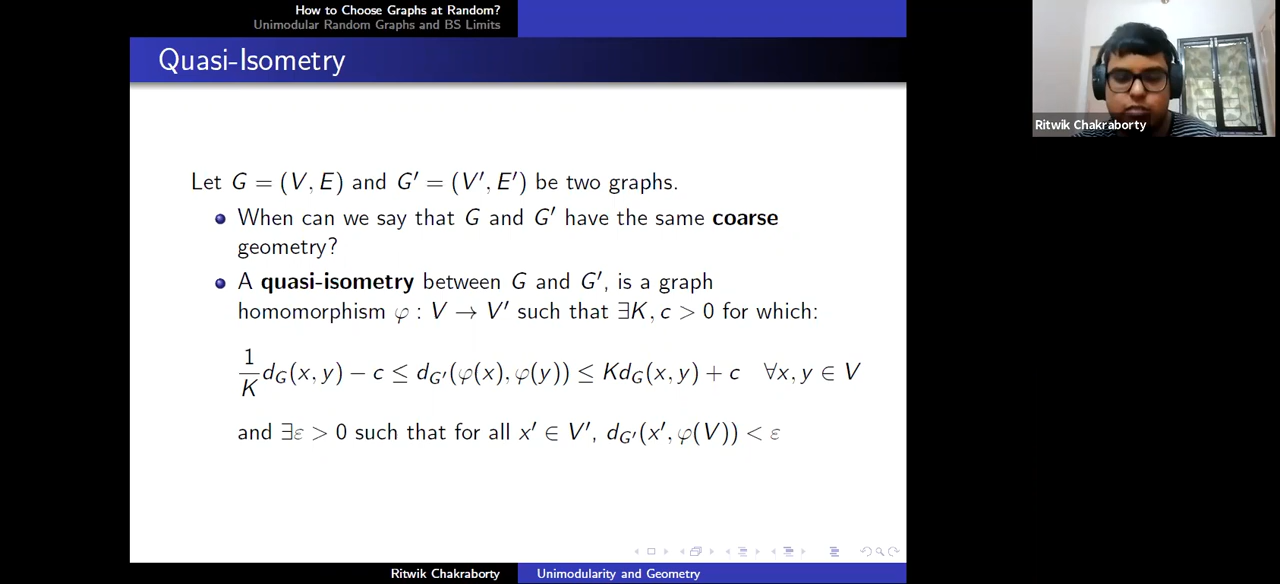 How to Choose Graphs at Random?
Unimodular Random Graphs and BS Limits
Quasi-Isometry
Let G = (V, E) and G′ = (V′, E′) be two graphs.
When can we say that G and G′ have the same coarse
geometry?
A quasi-isometry between G and G′, is a graph
homomorphism φ : V → V′ such that ∃K, c > 0 for which:
1/K d_G(x, y) − c ≤ d_G′(φ(x), φ(y)) ≤ Kd_G(x, y) + c ∀x, y ∈ V
and ∃ε > 0 such that for all x′ ∈ V′, d_G′(x′, φ(V)) < ε
Ritwik Chakraborty
Unimodularity and Geometry
Ritwik Chakraborty